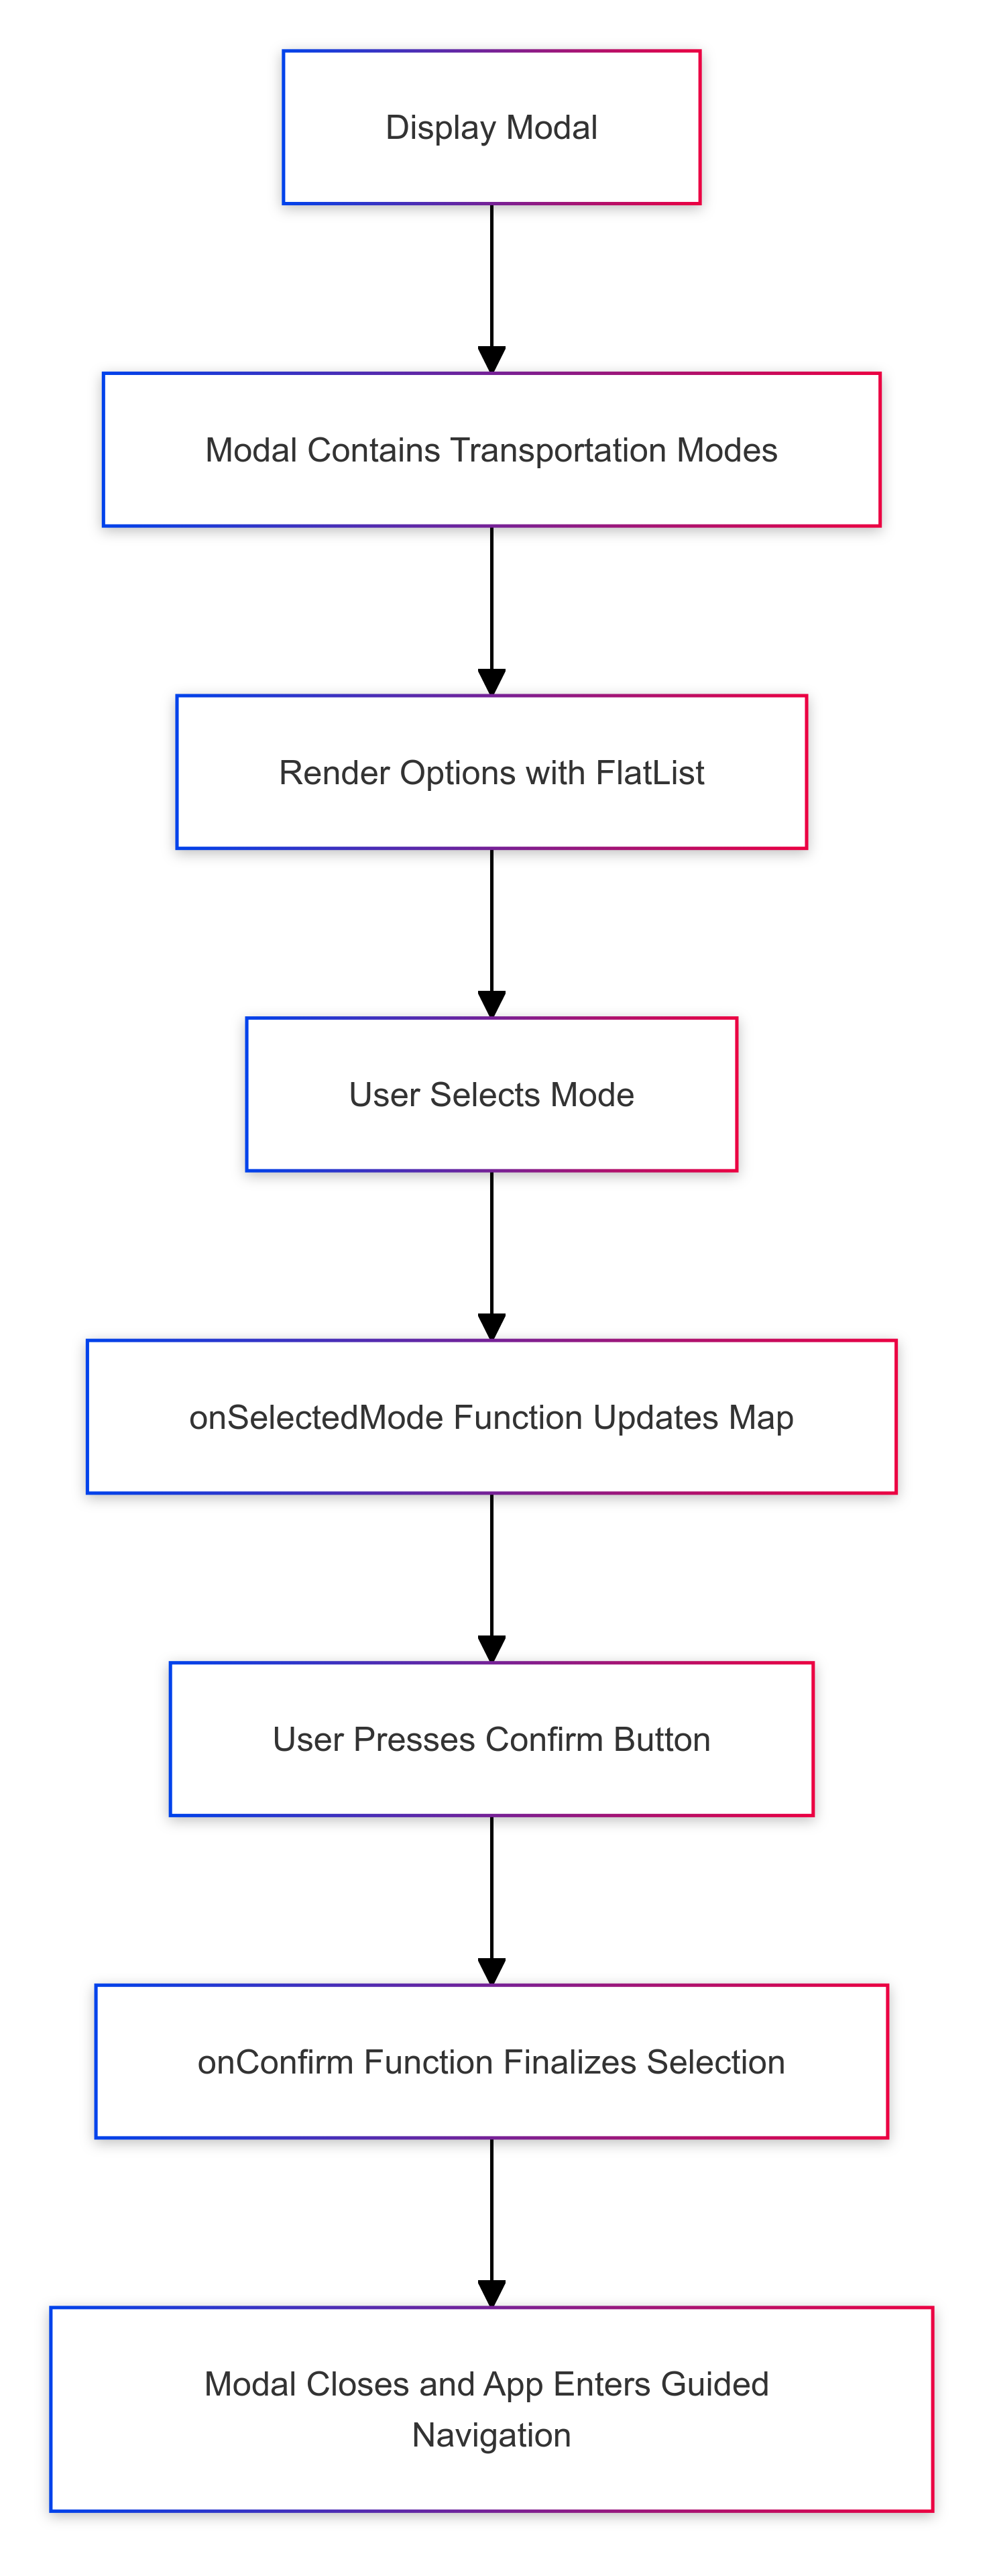 Display Modal
Modal Contains Transportation Modes
Render Options with FlatList
User Selects Mode
onSelectedMode Function Updates Map
User Presses Confirm Button
onConfirm Function Finalizes Selection
Modal Closes and App Enters Guided
Navigation